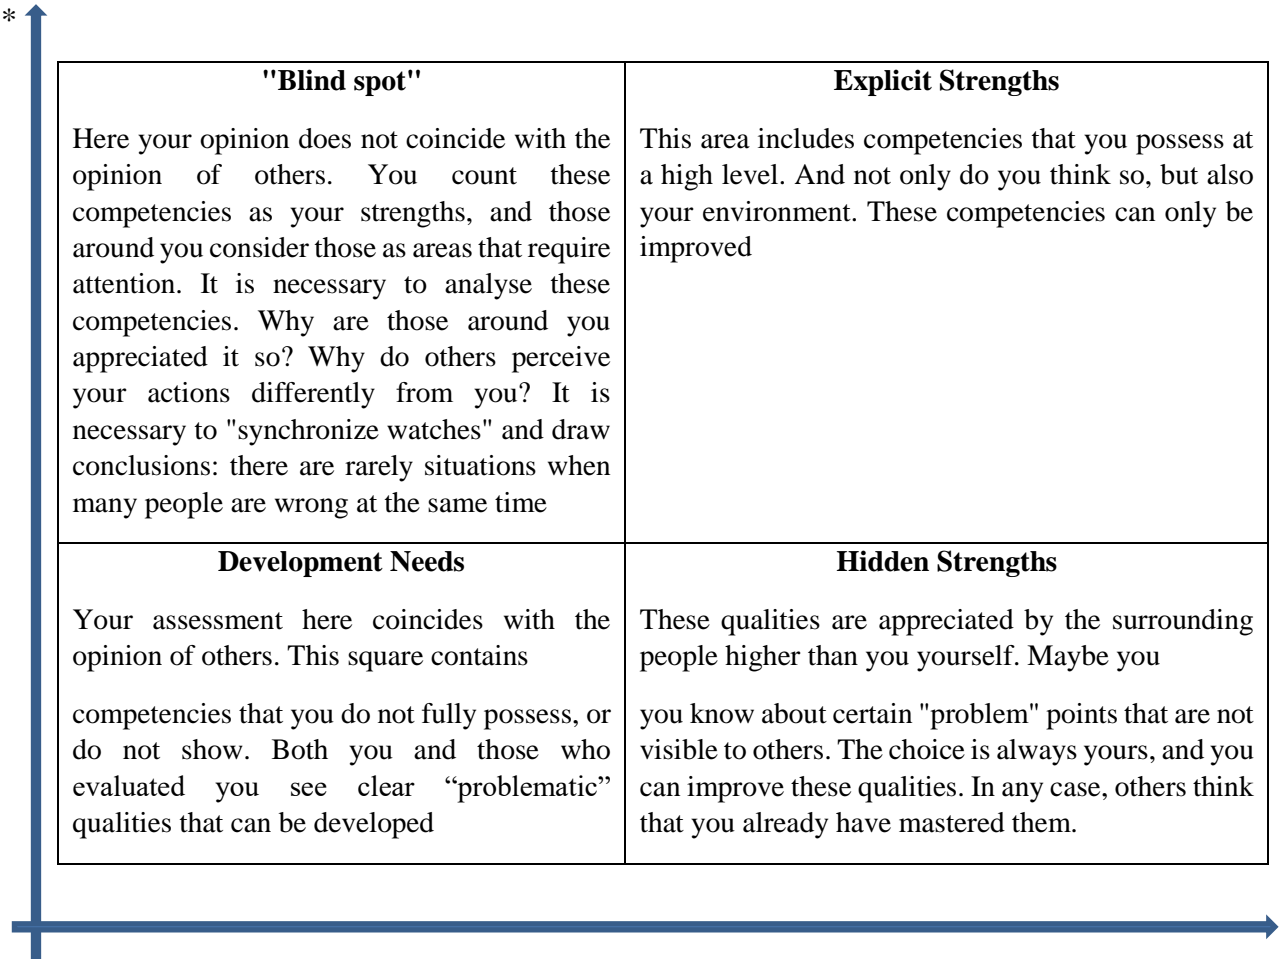 *
"Blind spot"
Here your opinion does not coincide with the
opinion of others. You count these
competencies as your strengths, and those
around you consider those as areas that require
attention. It is necessary to analyse these
competencies. Why are those around you
appreciated it so? Why do others perceive
your actions differently from you? It is
necessary to "synchronize watches" and draw
conclusions: there are rarely situations when
many people are wrong at the same time
Explicit Strengths
This area includes competencies that you possess at
a high level. And not only do you think so, but also
your environment. These competencies can only be
improved
Development Needs
Your assessment here coincides with the
opinion of others. This square contains
competencies that you do not fully possess, or
do not show. Both you and those who
evaluated you see clear “problematic”
qualities that can be developed
Hidden Strengths
These qualities are appreciated by the surrounding
people higher than you yourself. Maybe you
you know about certain "problem" points that are not
visible to others. The choice is always yours, and you
can improve these qualities. In any case, others think
that you already have mastered them.